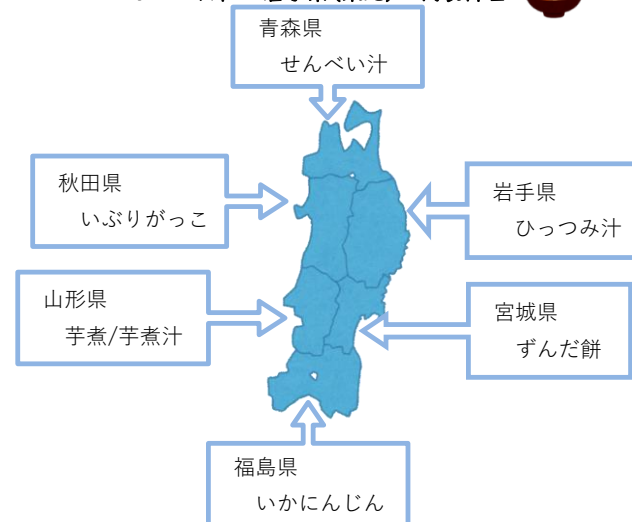 青森県
せんべい汁
秋田県
いぶりがっこ
岩手県
ひっつみ汁
山形県
芋煮/芋煮汁
宮城県
ずんだ餅
福島県
いかにんじん